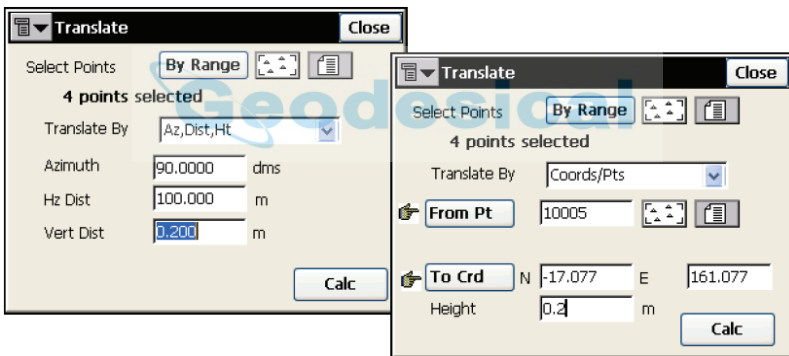 Translate Close
Select Points By Range
4 points selected
Translate By Az,Dist,Ht
Azimuth 90.0000 dms
Hz Dist 100.000 m
Vert Dist 0.200 m
Calc
Translate Close
Select Points By Range
4 points selected
Translate By Coords/Pts
From Pt 10005
To Crd N -17.077 E 161.077
Height 0.2 m
Calc
Geodesical